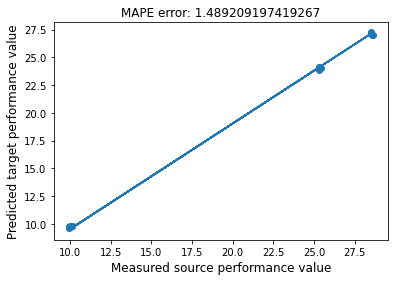 MAPE error: 1.489209197419267
Predicted target performance value
27.5
25.0
22.5
20.0
17.5
15.0
12.5
10.0
10.0 12.5 15.0 17.5 20.0 22.5 25.0 27.5
Measured source performance value